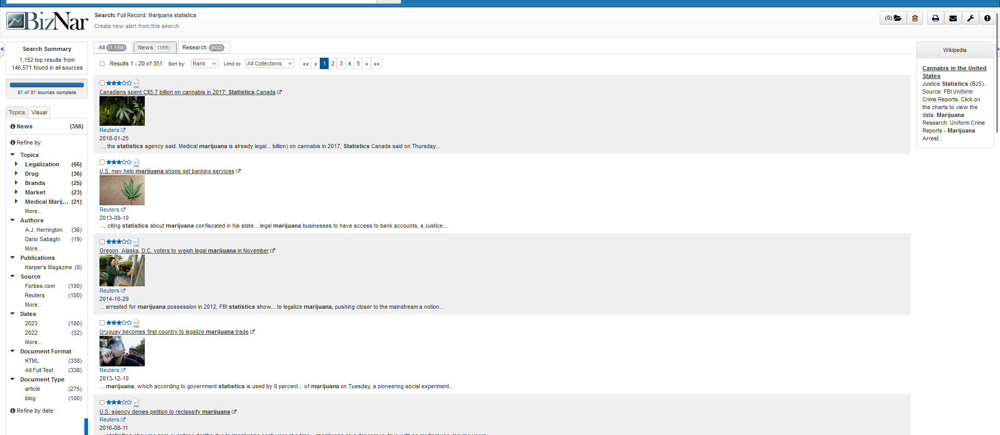 BizNar
Search: Full Record: Marijuana statistics
Create new alert from this search
(0)
Search Summary
1,152 top results from
146,571 found in all sources
81 of 81 sources complete
Topics Visual
News (356)
Refine by:
Topics
Legalization (66)
Drug (36)
Brands (25)
Market (23)
Medical Marij... (21)
More...
Authors
A.J. Herrington (36)
Dario Sabaghi (19)
More...
Publications
Harper's Magazine (8)
Source
Forbes.com (100)
Reuters (100)
More...
Dates
2023 (180)
2022 (32)
More...
Document Format
HTML (338)
All Full Text (338)
Document Type
article (275)
blog (100)
Refine by date:
All (1,158) News (356) Research (802)
Results 1 - 20 of 351 Sort by: Rank Limit to: All Collections «« « 1 2 3 4 5 » »»
Canadians spent C$5.7 billion on cannabis in 2017: Statistics Canada
Reuters
2018-01-25
..., the statistics agency said. Medical marijuana is already legal... billion) on cannabis in 2017, Statistics Canada said on Thursday...
U.S. may help marijuana shops get banking services
Reuters
2013-09-10
..., citing statistics about marijuana confiscated in his state... legal marijuana businesses to have access to bank accounts, a Justice...
Oregon, Alaska, D.C. voters to weigh legal marijuana in November
Reuters
2014-10-29
... arrested for marijuana possession in 2012, FBI statistics show... to legalize marijuana, pushing closer to the mainstream a notion...
Uruguay becomes first country to legalize marijuana trade
Reuters
2013-12-10
... marijuana, which according to government statistics is used by 8 percent... of marijuana on Tuesday, a pioneering social experiment...
U.S. agency denies petition to reclassify marijuana
Reuters
2016-08-11
Wikipedia
Cannabis in the United
States
Justice Statistics (BJS).
Source: FBI Uniform
Crime Reports. Click on
the charts to view the
data. Marijuana
Research: Uniform Crime
Reports - Marijuana
Arrest...